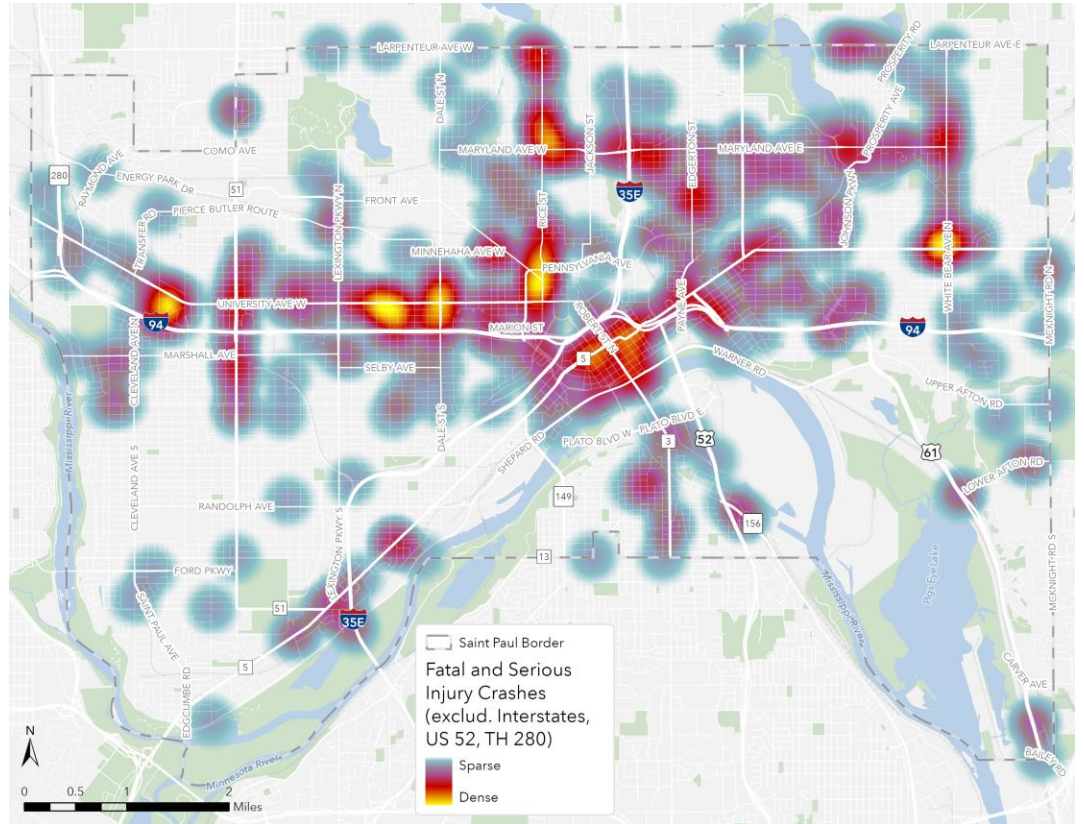 LARPENTEUR AVE W
LARPENTEUR AVE E
PROSPERITY RD
DALE ST N
COMO AVE
MARYLAND AVE W
JACKSON ST
MARYLAND AVE E
PROSPERITY AVE
280
RAYMOND AVE
ENERGY PARK DR
51
LEXINGTON PKWY N
FRONT AVE
RICE ST
35E
EDGERTON ST
JOHNSON PKWY N
TRANSFER RD
PIERCE BUTLER ROUTE
MINNEHAHA AVE W
PENNSYLVANIA AVE
WHITE BEAR AVE N
MCKNIGHT RD N
UNIVERSITY AVE W
94
MARION ST
ROBERT ST N
PAYNE AVE
94
CLEVELAND AVE N
MARSHALL AVE
SELBY AVE
5
WARNER RD
UPPER AFTON RD
Mississippi River
DALE ST S
SHEPARD RD
PLATO BLVD W
PLATO BLVD E
3
52
61
LOWER AFTON RD
CLEVELAND AVE S
RANDOLPH AVE
149
156
LEXINGTON PKWY S
13
FORD PKWY
SAINT PAUL AVE
51
35E
5
EDGCUMBE RD
Mississippi River
Pigs Eye Lake
MCKNIGHT RD S
CARVER AVE
BAILEY RD
Minnesota River
Saint Paul Border
Fatal and Serious
Injury Crashes
(exclud. Interstates,
US 52, TH 280)
Sparse
Dense
N
0 0.5 1 2
Miles